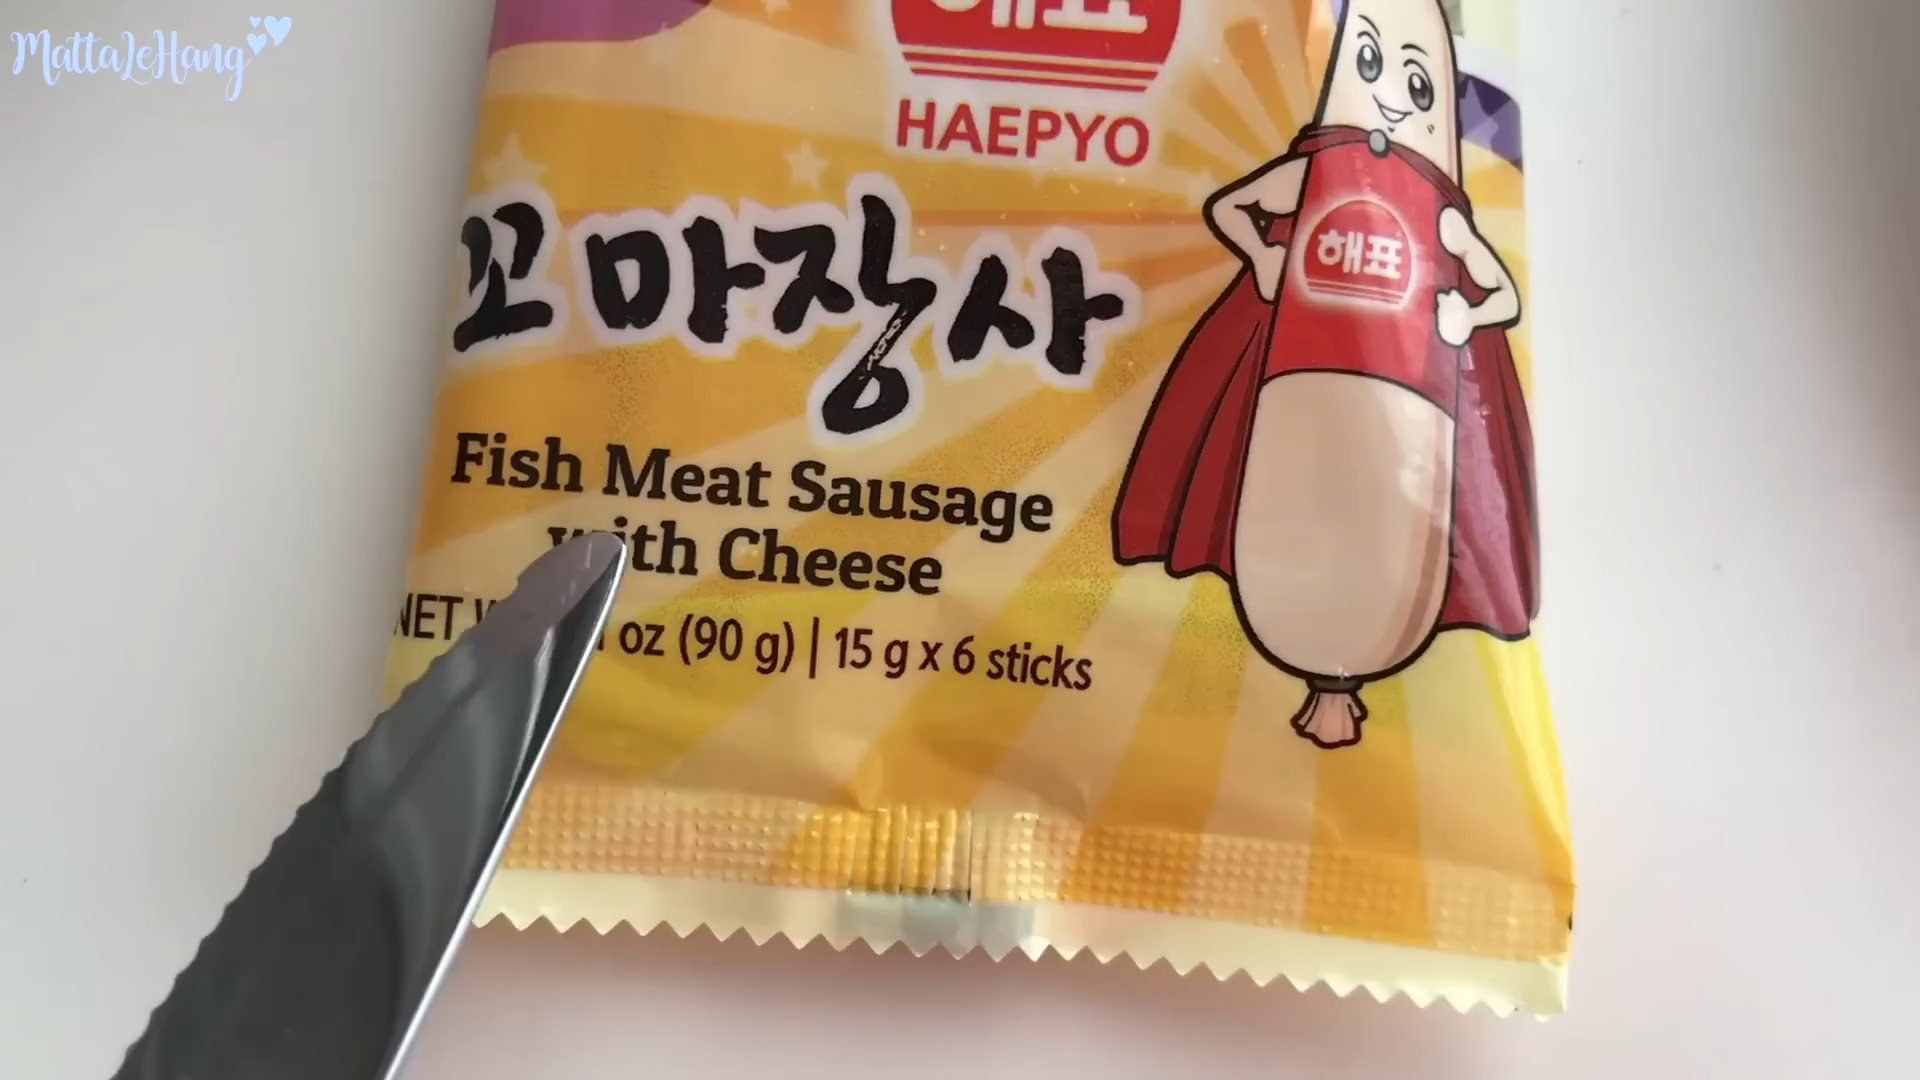 MattaLeHang
해표
HAEPYO
해표
꼬마장사
Fish Meat Sausage
with Cheese
NET oz (90 g) | 15 g x 6 sticks